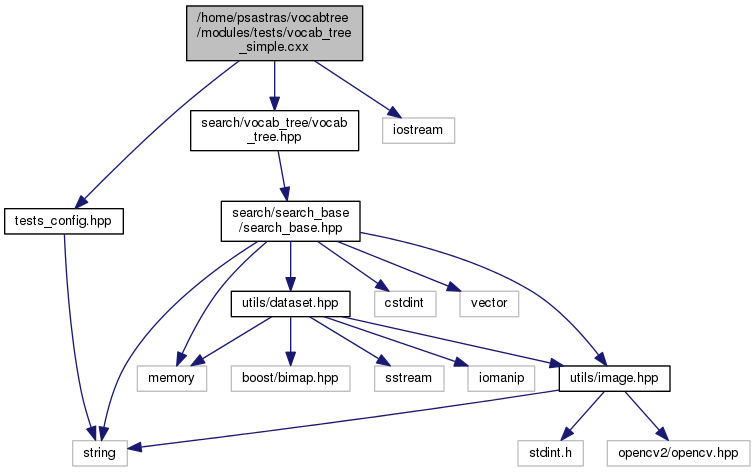 /home/psastras/vocabtree
/modules/tests/vocab_tree
_simple.cxx
search/vocab_tree/vocab
_tree.hpp
iostream
tests_config.hpp
search/search_base
/search_base.hpp
utils/dataset.hpp
cstdint
vector
memory
boost/bimap.hpp
sstream
iomanip
utils/image.hpp
string
stdint.h
opencv2/opencv.hpp